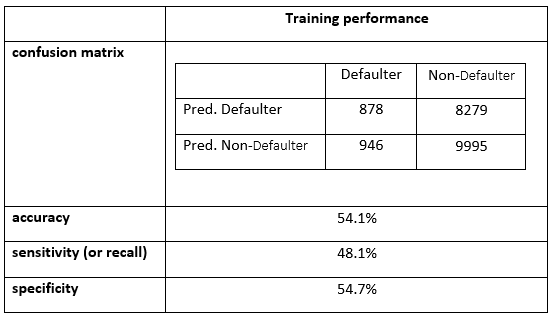 Training performance
confusion matrix
Defaulter Non-Defaulter
Pred. Defaulter 878 8279
Pred. Non-Defaulter 946 9995
accuracy 54.1%
sensitivity (or recall) 48.1%
specificity 54.7%